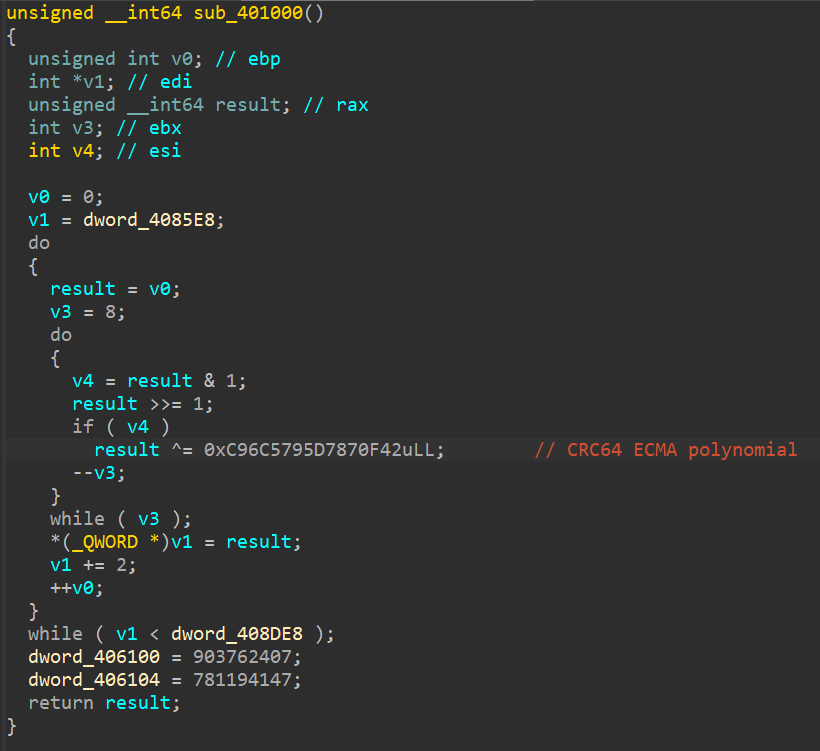 unsigned __int64 sub_401000()
{
unsigned int v0; // ebp
int *v1; // edi
unsigned __int64 result; // rax
int v3; // ebx
int v4; // esi
v0 = 0;
v1 = dword_4085E8;
do
{
result = v0;
v3 = 8;
do
{
v4 = result & 1;
result >>= 1;
if ( v4 )
result ^= 0xC96C5795D7870F42uLL; // CRC64 ECMA polynomial
--v3;
}
while ( v3 );
*(_QWORD *)v1 = result;
v1 += 2;
++v0;
}
while ( v1 < dword_408DE8 );
dword_406100 = 903762407;
dword_406104 = 781194147;
return result;
}